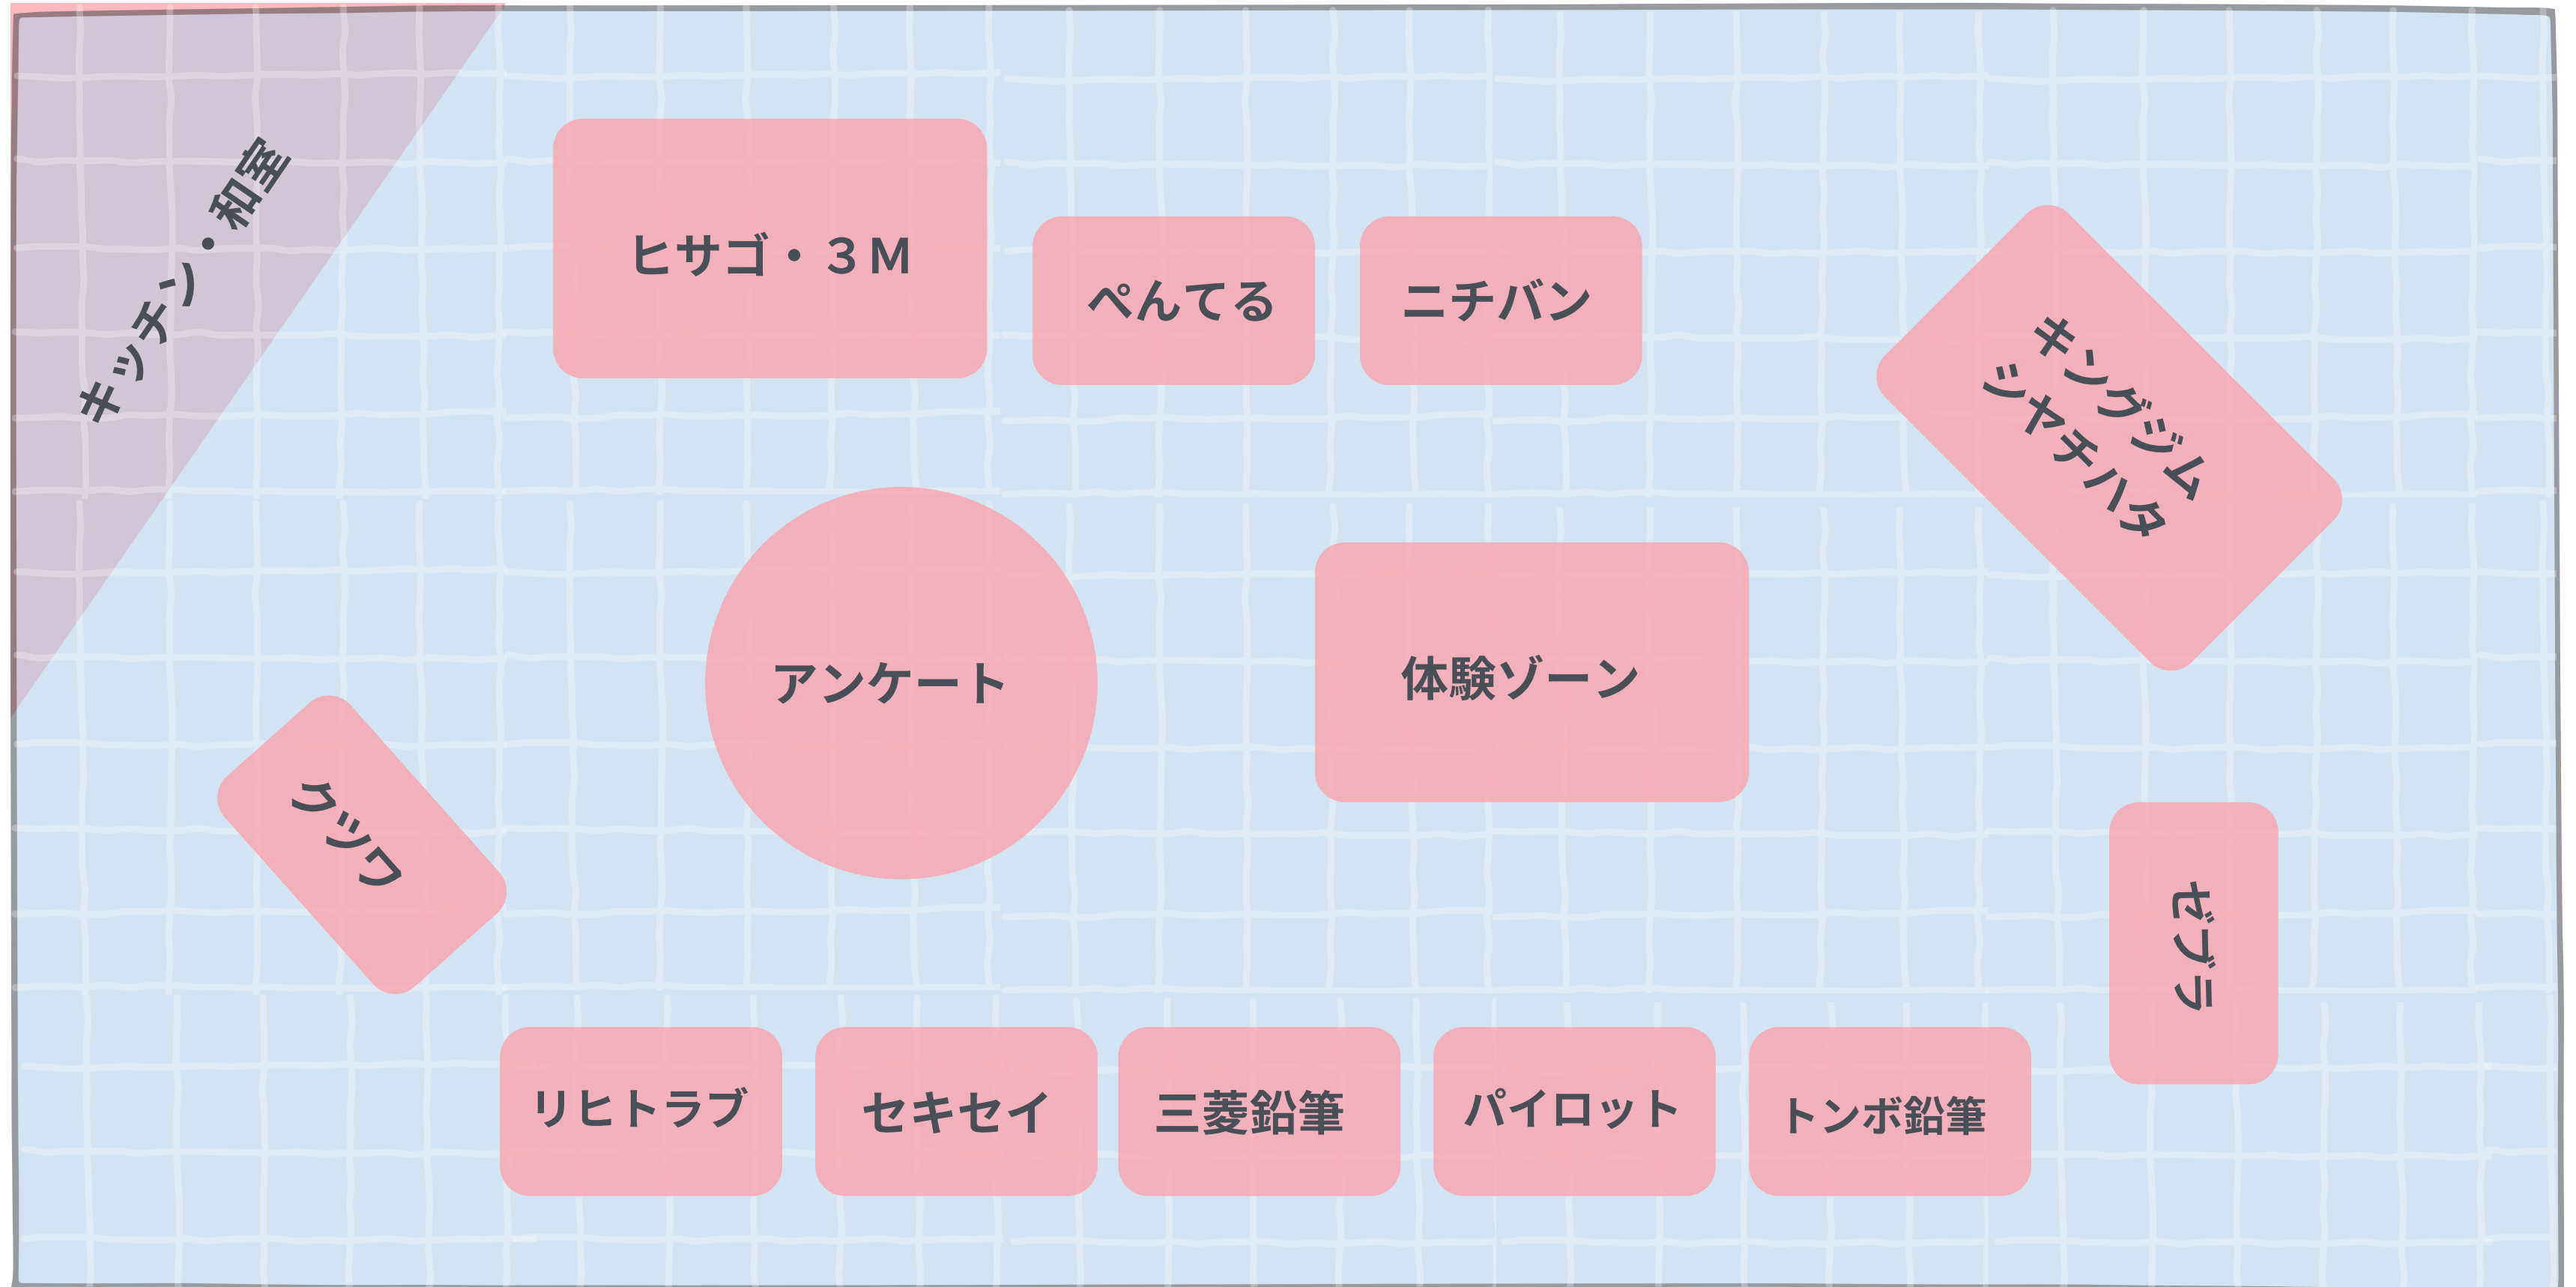 キッチン・和室
ヒサゴ・３Ｍ
ぺんてる
ニチバン
キングジム
シヤチハタ
アンケート
体験ゾーン
クツワ
ゼブラ
リヒトラブ
セキセイ
三菱鉛筆
パイロット
トンボ鉛筆